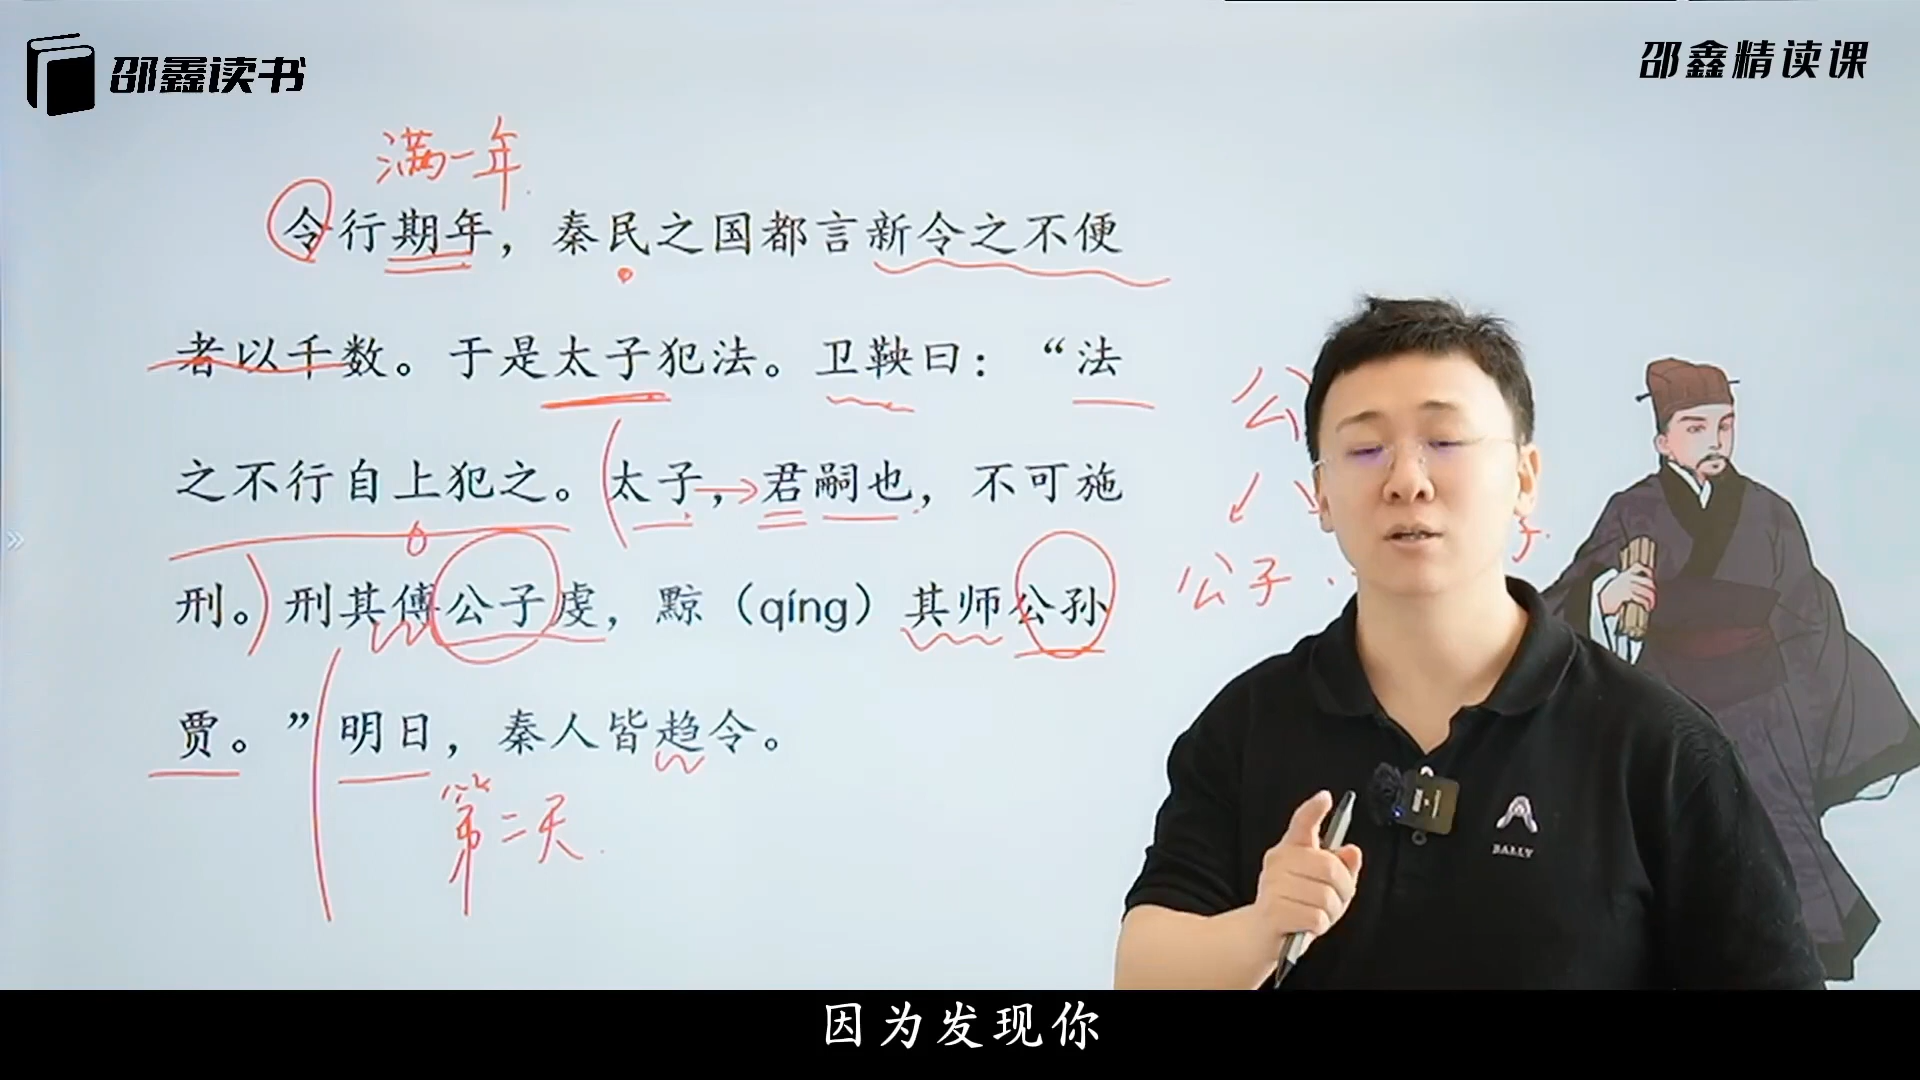 邵鑫读书
邵鑫精读课
满一年
令行期年，秦民之国都言新令之不便
者以千数。于是太子犯法。卫鞅曰：“法
之不行自上犯之。太子，君嗣也，不可施
刑。刑其傅公子虔，黥（qíng）其师公孙
贾。”明日，秦人皆趋令。
第二天
公
公子
子
BALLY
因为发现你